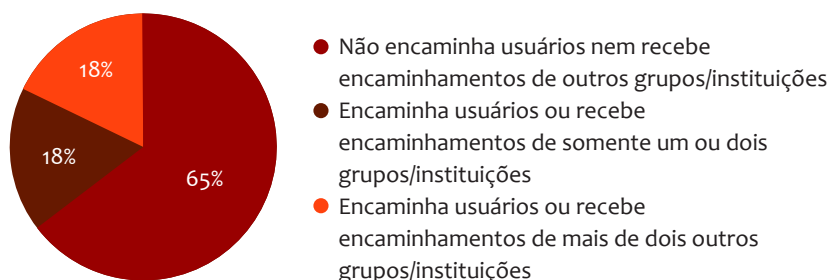 18%
18%
65%
Não encaminha usuários nem recebe
encaminhamentos de outros grupos/instituições
Encaminha usuários ou recebe
encaminhamentos de somente um ou dois
grupos/instituições
Encaminha usuários ou recebe
encaminhamentos de mais de dois outros
grupos/instituições